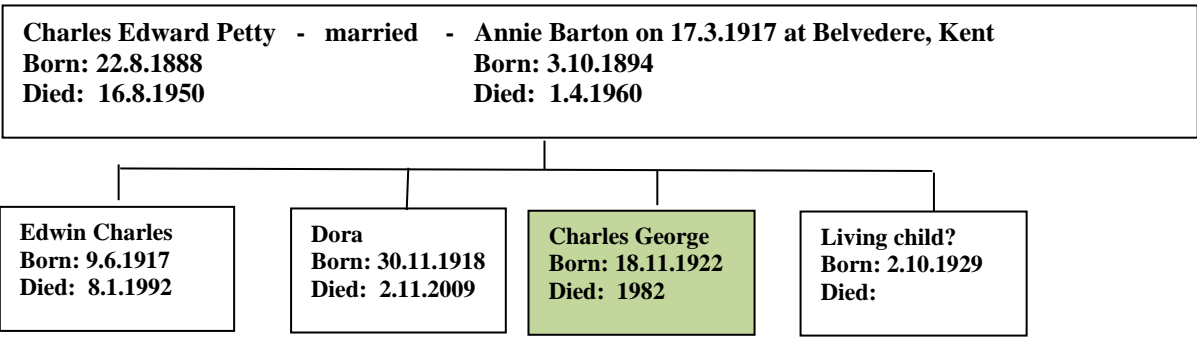 Charles Edward Petty - married - Annie Barton on 17.3.1917 at Belvedere, Kent
Born: 22.8.1888 Born: 3.10.1894
Died: 16.8.1950 Died: 1.4.1960
Edwin Charles
Born: 9.6.1917
Died: 8.1.1992
Dora
Born: 30.11.1918
Died: 2.11.2009
Charles George
Born: 18.11.1922
Died: 1982
Living child?
Born: 2.10.1929
Died: